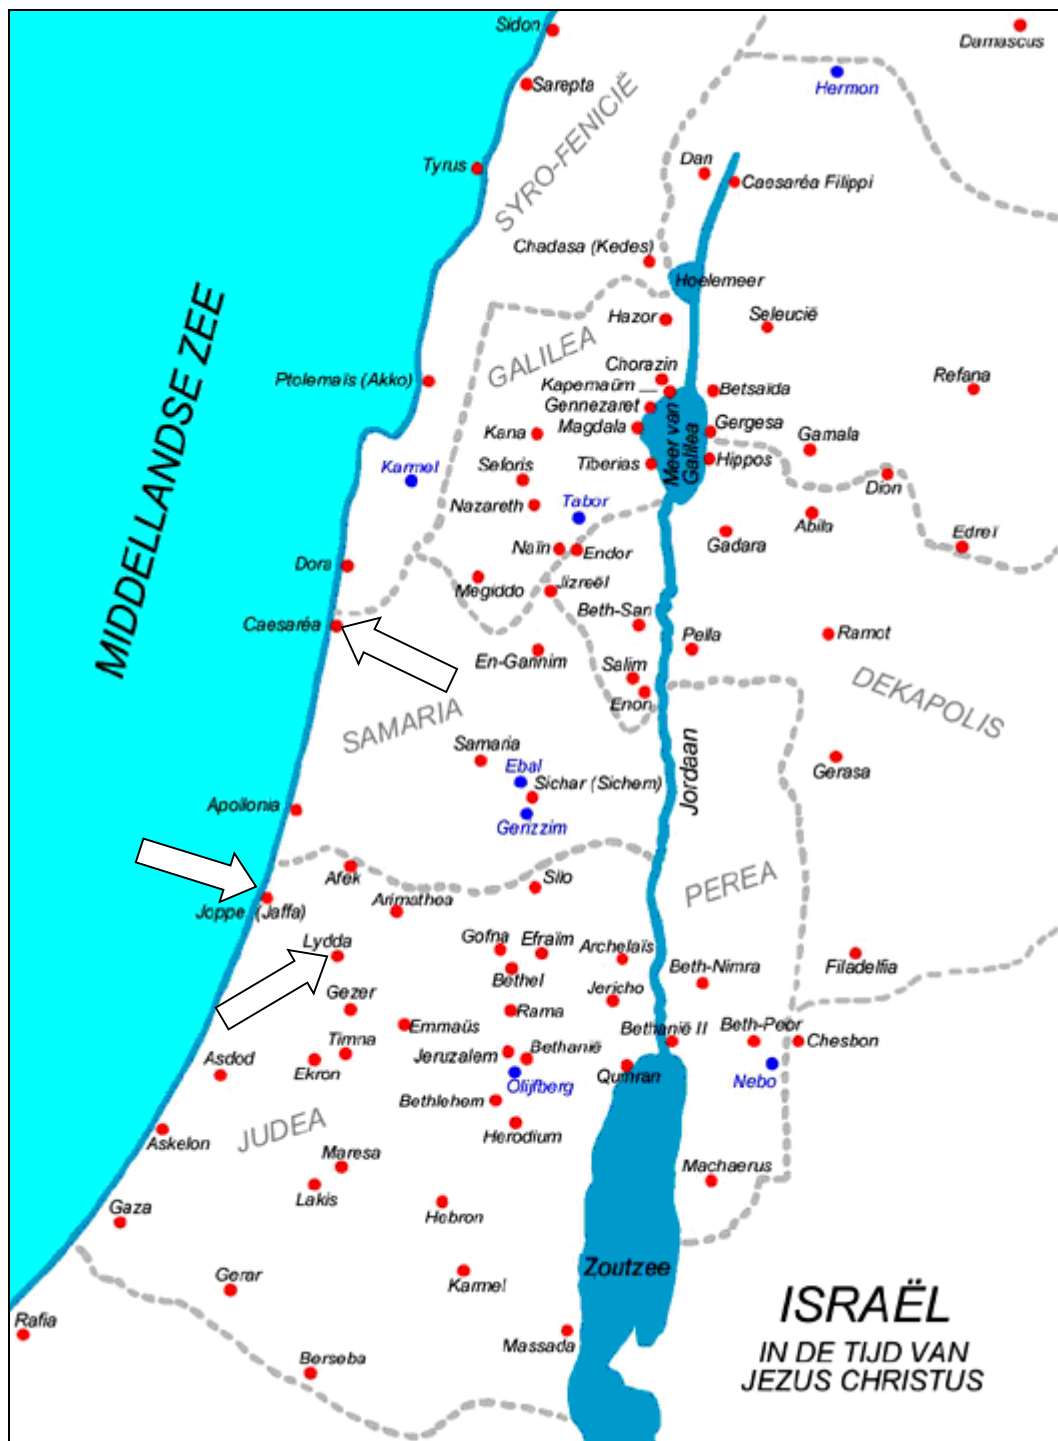 Sidon
Damascus
Hermon
Sarepta
SYRO-FENICIË
Tyrus
Dan
Caesaréa Filippi
Chadasa (Kedes)
Hoelemeer
Hazor
Seleucië
GALILEA
Chorazin
Ptolemaïs (Akko)
Kapernaüm
Betsaïda
Refana
Gennezaret
Magdala
Gergesa
Kana
Meer van
Galilea
Gamala
Karmel
Seforis
Tiberias
Hippos
Dion
Nazareth
Tabor
Abila
Gadara
Edreï
Naïn
Endor
MIDDELLANDSE ZEE
Dora
Megiddo
Jizreël
Beth-San
Caesaréa
Pella
Ramot
En-Gannim
Salim
Enon
DEKAPOLIS
SAMARIA
Samaria
Ebal
Sichar (Sichem)
Jordaan
Gerasa
Apollonia
Gerizzim
Afek
Silo
PEREA
Arimathea
Joppe (Jaffa)
Lydda
Gofna
Efraïm
Archelaïs
Beth-Nimra
Filadelfia
Bethel
Gezer
Jericho
Rama
Emmaüs
Bethanië II
Beth-Peor
Chesbon
Timna
Jeruzalem
Bethanië
Asdod
Ekron
Qumran
Nebo
Olijfberg
Bethlehem
JUDEA
Herodium
Askelon
Maresa
Machaerus
Lakis
Gaza
Hebron
Zoutzee
Gerar
Karmel
Rafia
Massada
Berseba
ISRAËL
IN DE TIJD VAN
JEZUS CHRISTUS